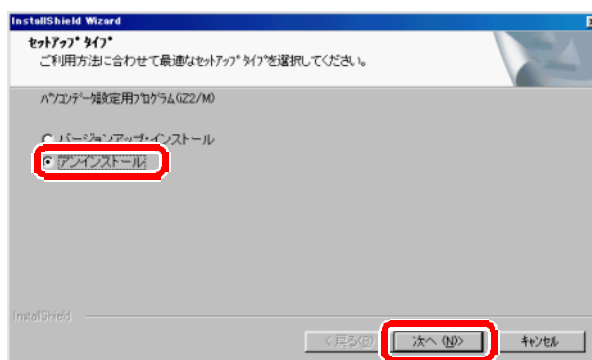 InstallShield Wizard
ｾｯﾄｱｯﾌﾟ ﾀｲﾌﾟ
ご利用方法に合わせて最適なｾｯﾄｱｯﾌﾟ ﾀｲﾌﾟを選択してください。
ﾊﾟｿｺﾝﾃﾞｰﾀ設定用ﾌﾟﾛｸﾞﾗﾑ(iZ2/M)
バージョンアップ・インストール
アンインストール
InstallShield
< 戻る(B)
次へ (N)>
ｷｬﾝｾﾙ